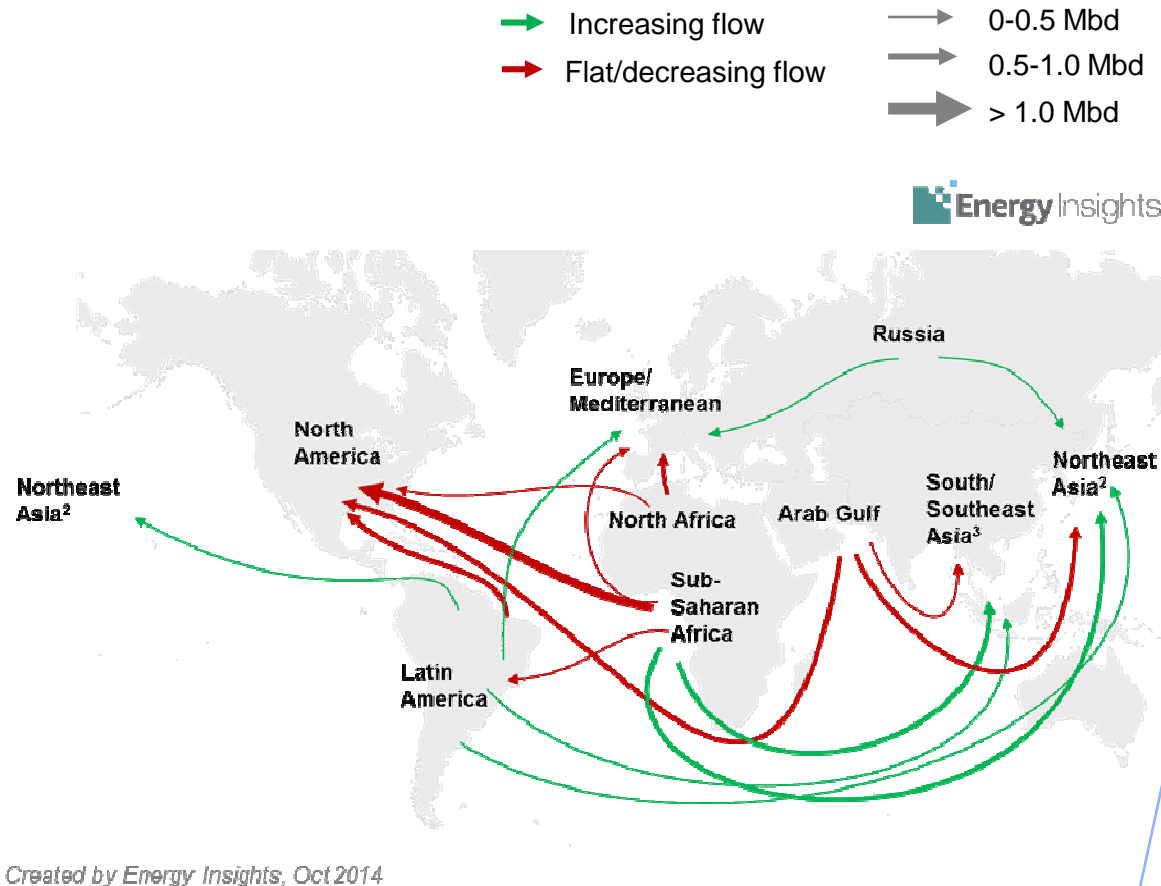 Increasing flow
Flat/decreasing flow
0-0.5 Mbd
0.5-1.0 Mbd
> 1.0 Mbd
Energy Insights
Russia
Europe/
Mediterranean
North
America
Northeast
Asia²
Northeast
Asia²
South/
Southeast
Asia³
North Africa
Arab Gulf
Sub-
Saharan
Africa
Latin
America
Created by Energy Insights, Oct 2014